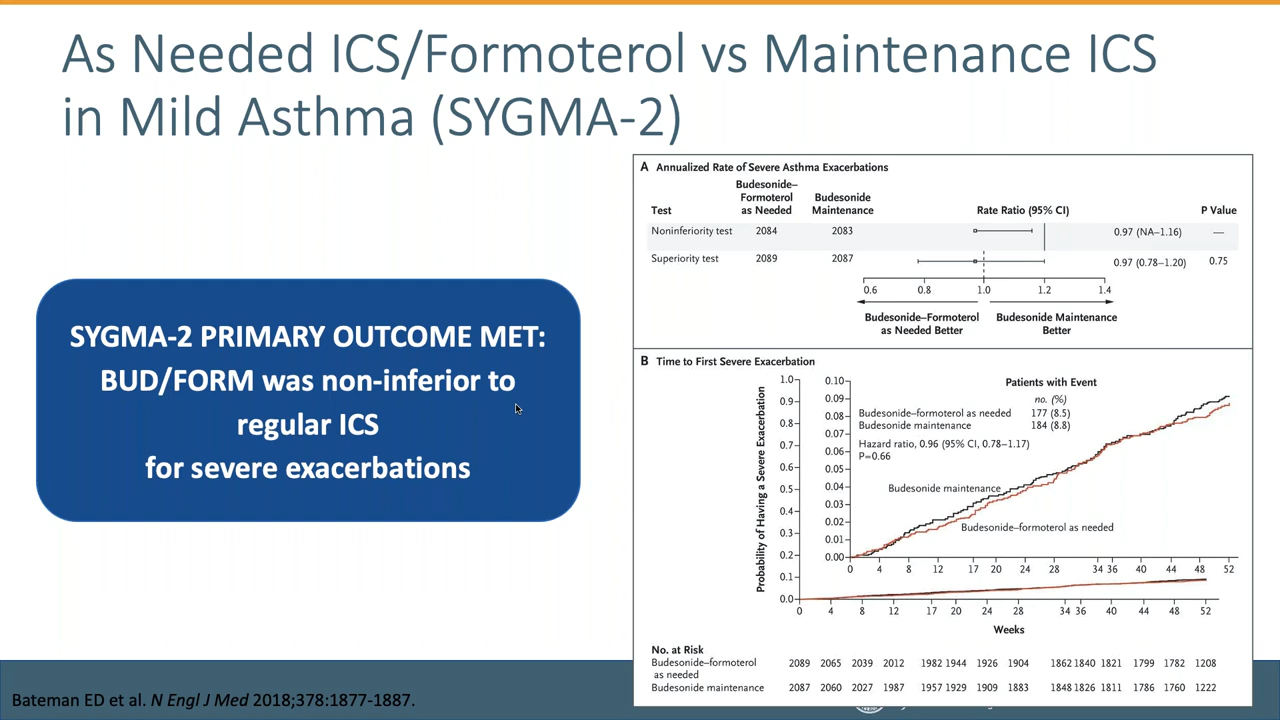 As Needed ICS/Formoterol vs Maintenance ICS
in Mild Asthma (SYGMA-2)
SYGMA-2 PRIMARY OUTCOME MET:
BUD/FORM was non-inferior to
regular ICS
for severe exacerbations
A Annualized Rate of Severe Asthma Exacerbations
Test Budesonide–Formoterol as Needed Budesonide Maintenance Rate Ratio (95% CI) P Value
Noninferiority test 2084 2083 0.97 (NA–1.16) —
Superiority test 2089 2087 0.97 (0.78–1.20) 0.75
0.6 0.8 1.0 1.2 1.4
Budesonide–Formoterol
as Needed Better
Budesonide Maintenance
Better
B Time to First Severe Exacerbation
Probability of Having a Severe Exacerbation
1.0
0.9
0.8
0.7
0.6
0.5
0.4
0.3
0.2
0.1
0.0
0.10
0.09
0.08
0.07
0.06
0.05
0.04
0.03
0.02
0.01
0.00
Patients with Event
no. (%)
Budesonide–formoterol as needed 177 (8.5)
Budesonide maintenance 184 (8.8)
Hazard ratio, 0.96 (95% CI, 0.78–1.17)
P=0.66
Budesonide maintenance
Budesonide–formoterol as needed
0 4 8 12 17 20 24 28 34 36 40 44 48 52
0 4 8 12 17 20 24 28 34 36 40 44 48 52
Weeks
No. at Risk
Budesonide–formoterol
as needed
2089 2065 2039 2012 1982 1944 1926 1904 1862 1840 1821 1799 1782 1208
Budesonide maintenance 2087 2060 2027 1987 1957 1929 1909 1883 1848 1826 1811 1786 1760 1222
Bateman ED et al. N Engl J Med 2018;378:1877-1887.